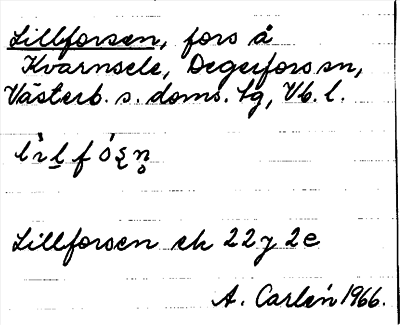 Lillforsen, fors å
Kvarnsele, Degerfors sn,
Västerb. s. doms. tg, Vb. l.
Lillforsen ek 22 J 2e
A. Carlén 1966.